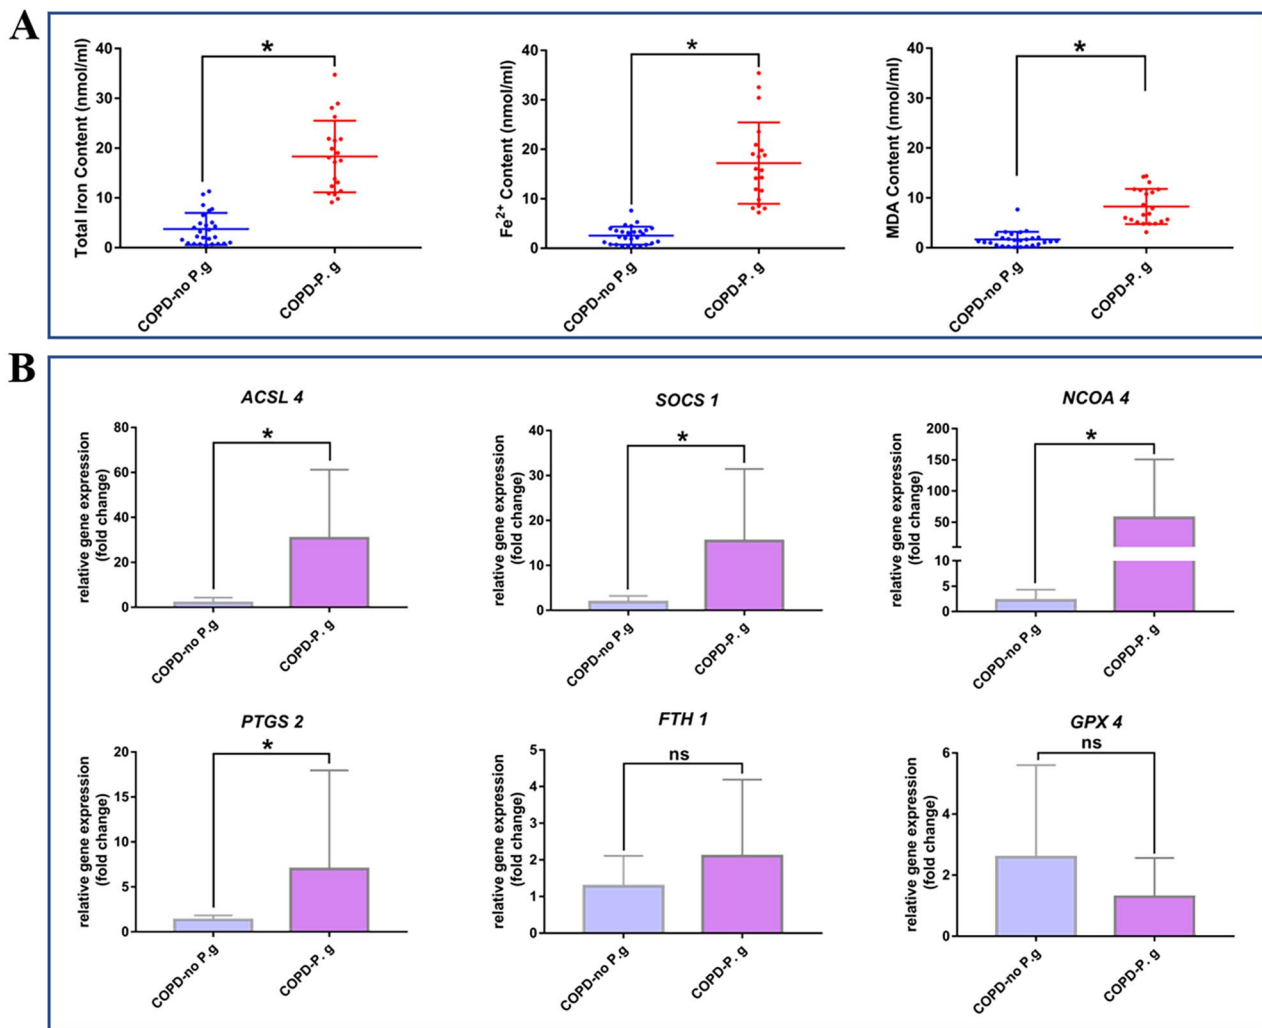 A
Total Iron Content (nmol/ml)
40
30
20
10
0
*
COPD-no P.g
COPD-P. g
Fe2+ Content (nmol/ml)
40
30
20
10
0
*
COPD-no P.g
COPD-P. g
MDA Content (nmol/ml)
40
30
20
10
0
*
COPD-no P.g
COPD-P. g
B
ACSL 4
relative gene expression
(fold change)
80
60
40
20
0
*
COPD-no P.g
COPD-P. g
SOCS 1
relative gene expression
(fold change)
40
30
20
10
0
*
COPD-no P.g
COPD-P. g
NCOA 4
relative gene expression
(fold change)
200
150
100
50
10
5
0
*
COPD-no P.g
COPD-P. g
PTGS 2
relative gene expression
(fold change)
20
15
10
5
0
*
COPD-no P.g
COPD-P. g
FTH 1
relative gene expression
(fold change)
5
4
3
2
1
0
ns
COPD-no P.g
COPD-P. g
GPX 4
relative gene expression
(fold change)
6
4
2
0
ns
COPD-no P.g
COPD-P. g